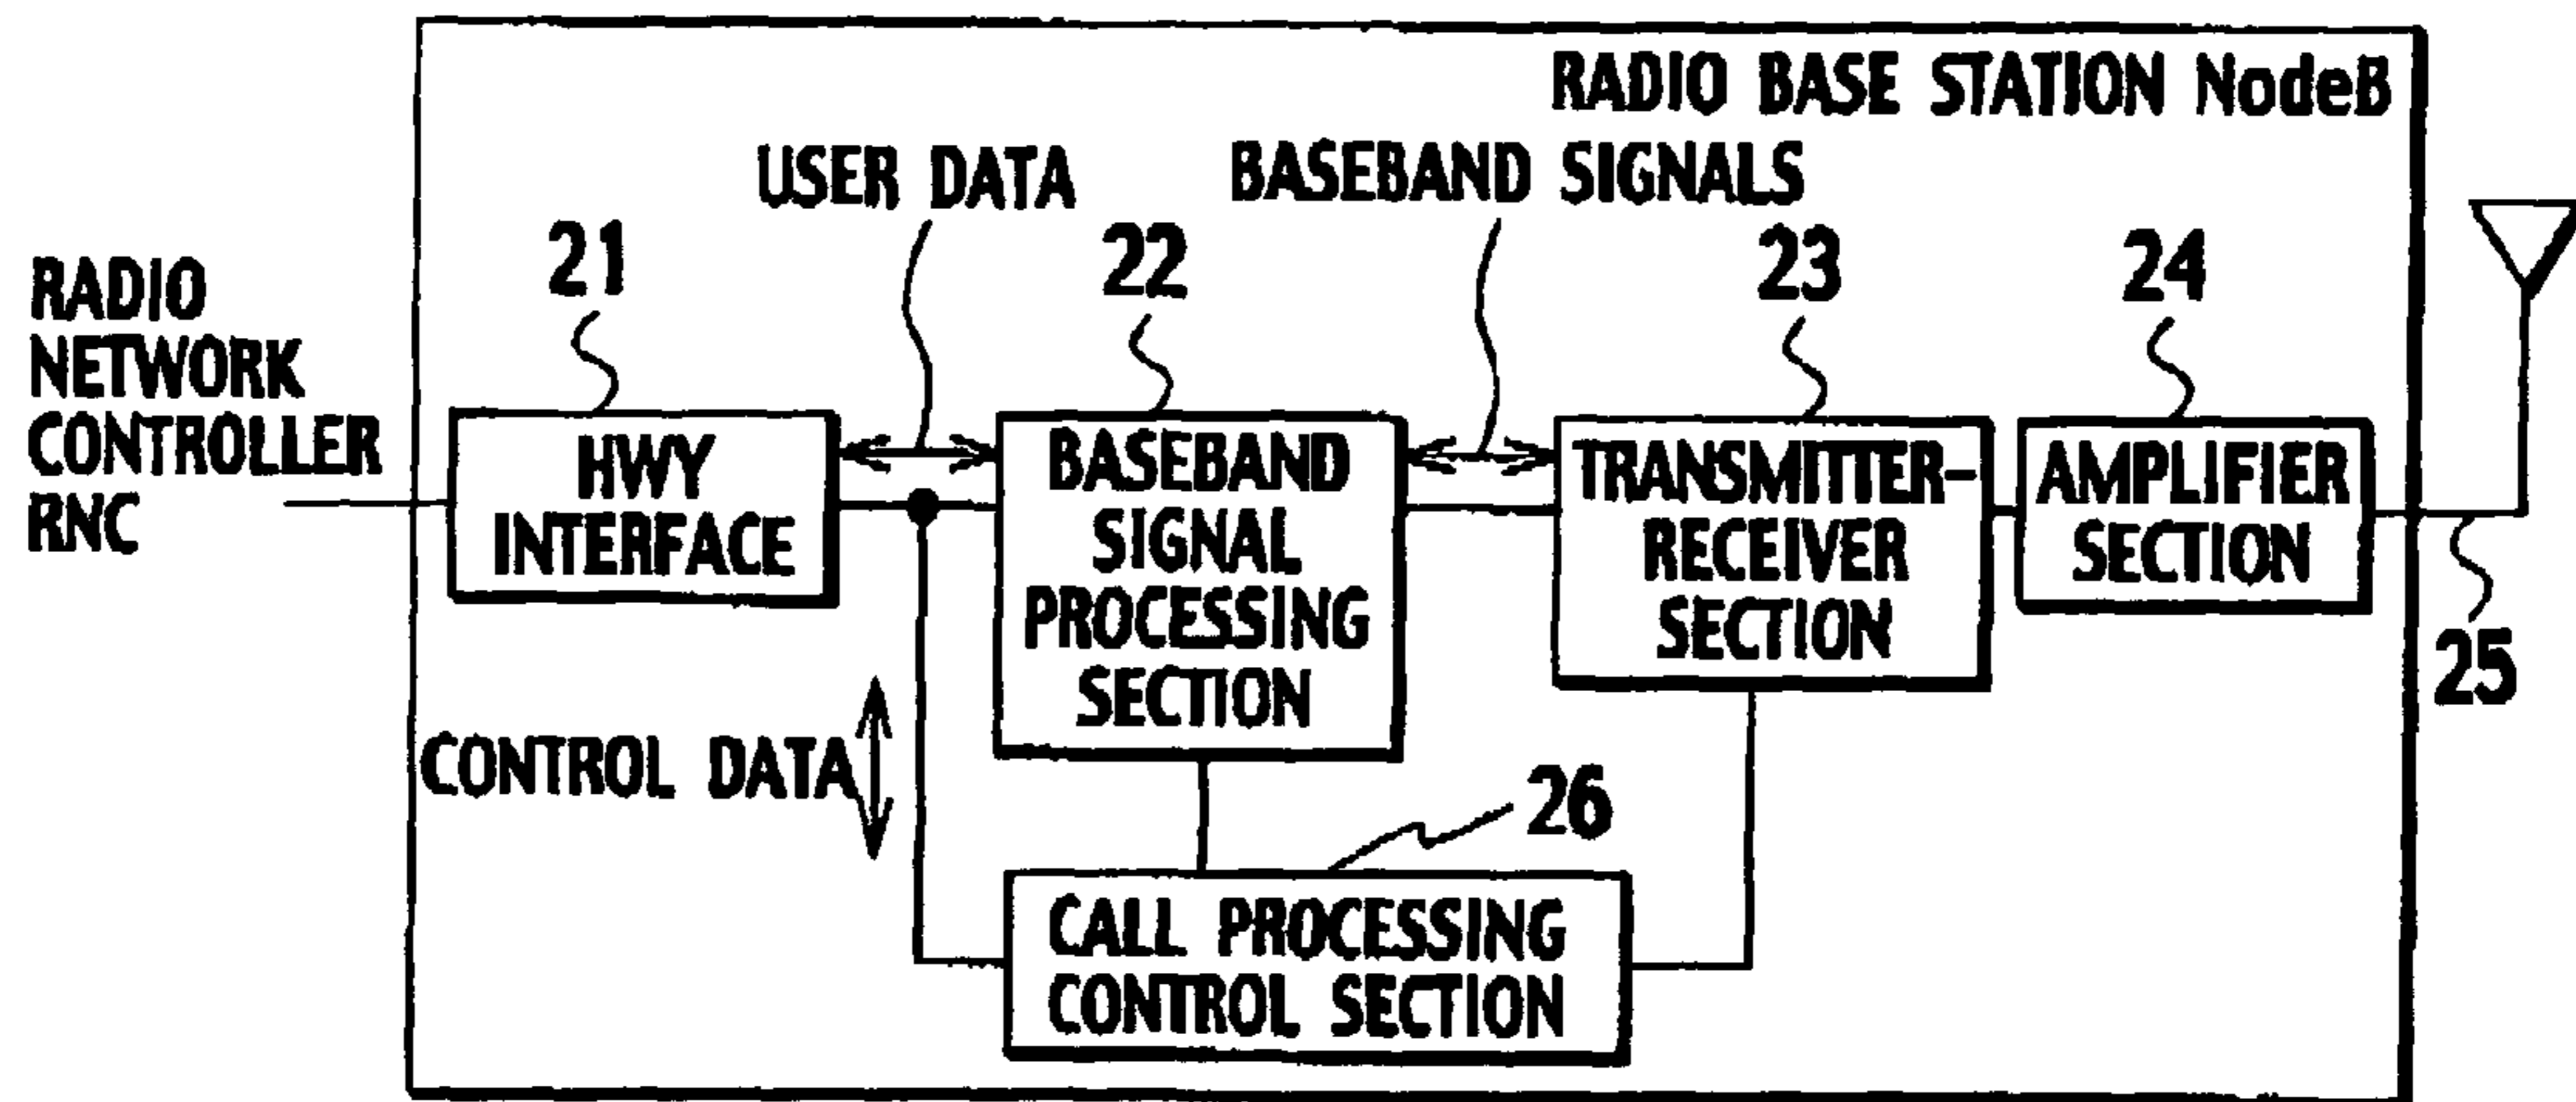 RADIO BASE STATION NodeB
USER DATA
BASEBAND SIGNALS
21
22
23
24
RADIO
NETWORK
CONTROLLER
RNC
HWY
INTERFACE
BASEBAND
SIGNAL
PROCESSING
SECTION
TRANSMITTER-
RECEIVER
SECTION
AMPLIFIER
SECTION
25
CONTROL DATA
26
CALL PROCESSING
CONTROL SECTION